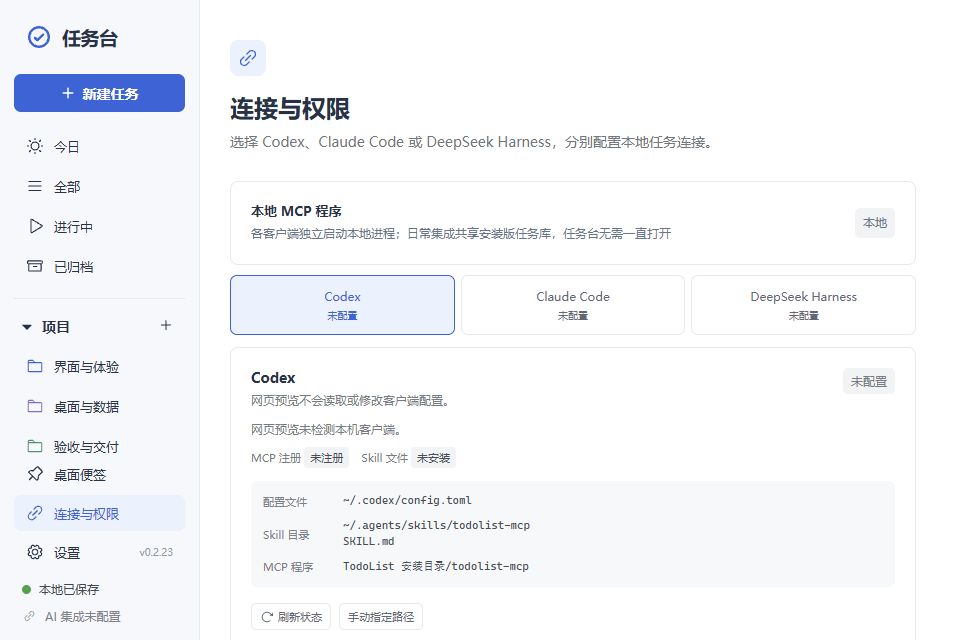 任务台
新建任务
今日
全部
进行中
已归档
项目
界面与体验
桌面与数据
验收与交付
桌面便签
连接与权限
设置 v0.2.23
本地已保存
AI 集成未配置
连接与权限
选择 Codex、Claude Code 或 DeepSeek Harness，分别配置本地任务连接。
本地 MCP 程序
各客户端独立启动本地进程；日常集成共享安装版任务库，任务台无需一直打开
本地
Codex
未配置
Claude Code
未配置
DeepSeek Harness
未配置
Codex
未配置
网页预览不会读取或修改客户端配置。
网页预览未检测本机客户端。
MCP 注册 未注册 Skill 文件 未安装
配置文件 ~/.codex/config.toml
Skill 目录 ~/.agents/skills/todolist-mcp
SKILL.md
MCP 程序 TodoList 安装目录/todolist-mcp
刷新状态 手动指定路径